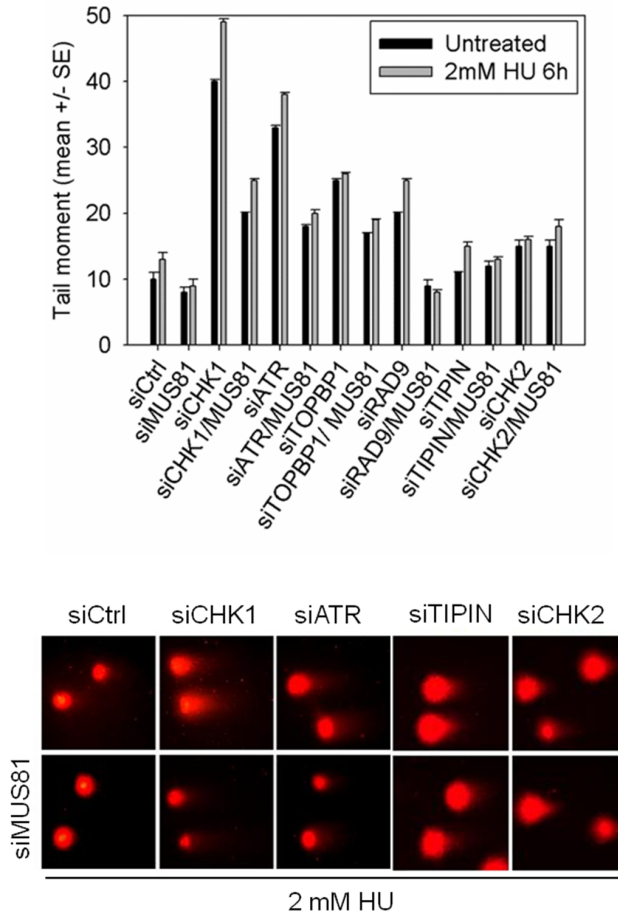 50
40
30
20
10
0
Tail moment (mean +/- SE)
Untreated
2mM HU 6h
siCtrl
siMUS81
siCHK1
siCHK1/MUS81
siATR
siATR/MUS81
siTOPBP1
siTOPBP1/ MUS81
siRAD9
siRAD9/MUS81
siTIPIN
siTIPIN/MUS81
siCHK2
siCHK2/MUS81
siCtrl siCHK1 siATR siTIPIN siCHK2
siMUS81
2 mM HU